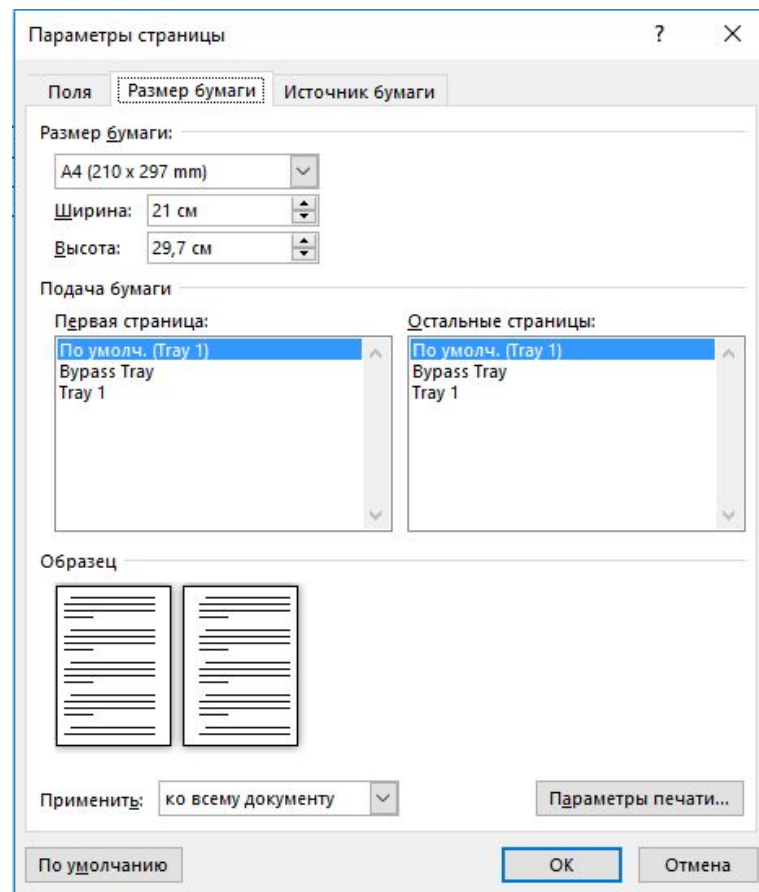 Параметры страницы ?
Поля Размер бумаги Источник бумаги
Размер бумаги:
A4 (210 x 297 mm)
Ширина: 21 см
Высота: 29,7 см
Подача бумаги
Первая страница: Остальные страницы:
По умолч. (Tray 1) По умолч. (Tray 1)
Bypass Tray Bypass Tray
Tray 1 Tray 1
Образец
Применить: ко всему документу Параметры печати...
По умолчанию ОК Отмена